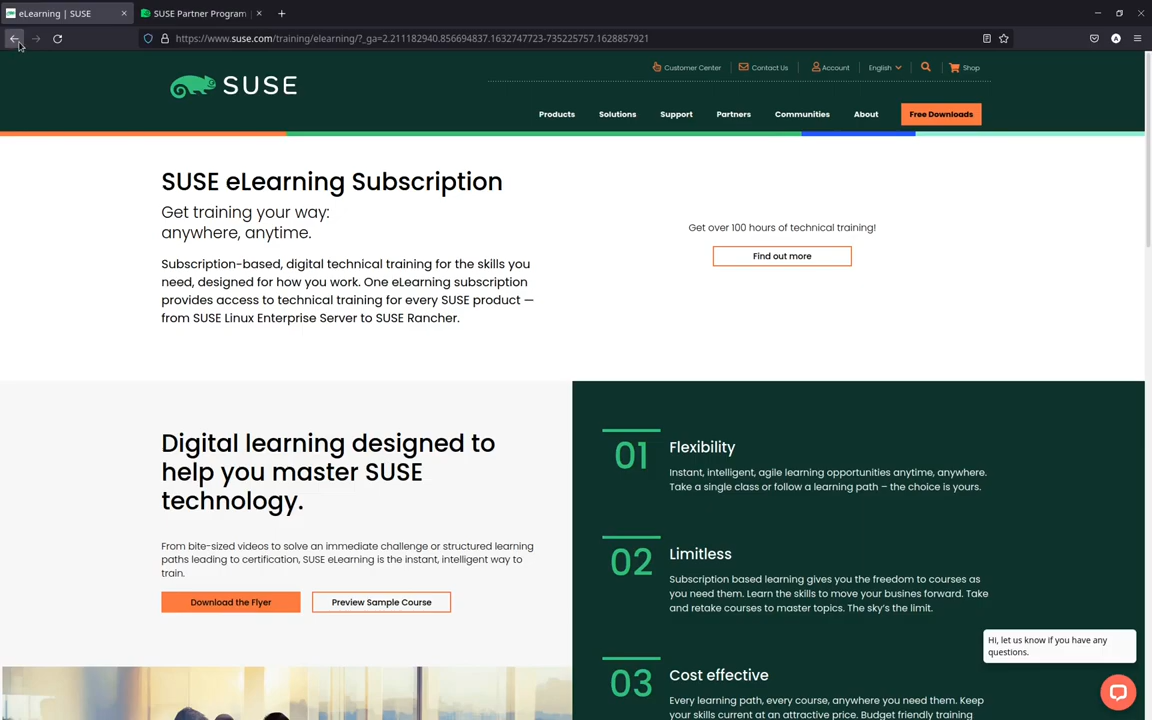 eLearning | SUSE
SUSE Partner Program
https://www.suse.com/training/elearning/?_ga=2.211182940.856694837.1632747723-735225757.1628857921
A
Customer Center
Contact Us
Account
English
Shop
SUSE
Products
Solutions
Support
Partners
Communities
About
Free Downloads
SUSE eLearning Subscription
Get training your way:
anywhere, anytime.
Subscription-based, digital technical training for the skills you
need, designed for how you work. One eLearning subscription
provides access to technical training for every SUSE product —
from SUSE Linux Enterprise Server to SUSE Rancher.
Get over 100 hours of technical training!
Find out more
Digital learning designed to
help you master SUSE
technology.
From bite-sized videos to solve an immediate challenge or structured learning
paths leading to certification, SUSE eLearning is the instant, intelligent way to
train.
Download the Flyer
Preview Sample Course
01
Flexibility
Instant, intelligent, agile learning opportunities anytime, anywhere.
Take a single class or follow a learning path – the choice is yours.
02
Limitless
Subscription based learning gives you the freedom to courses as
you need them. Learn the skills to move your busines forward. Take
and retake courses to master topics. The sky's the limit.
03
Cost effective
Every learning path, every course, anywhere you need them. Keep
your skills current at an attractive price. Budget friendly training
Hi, let us know if you have any
questions.